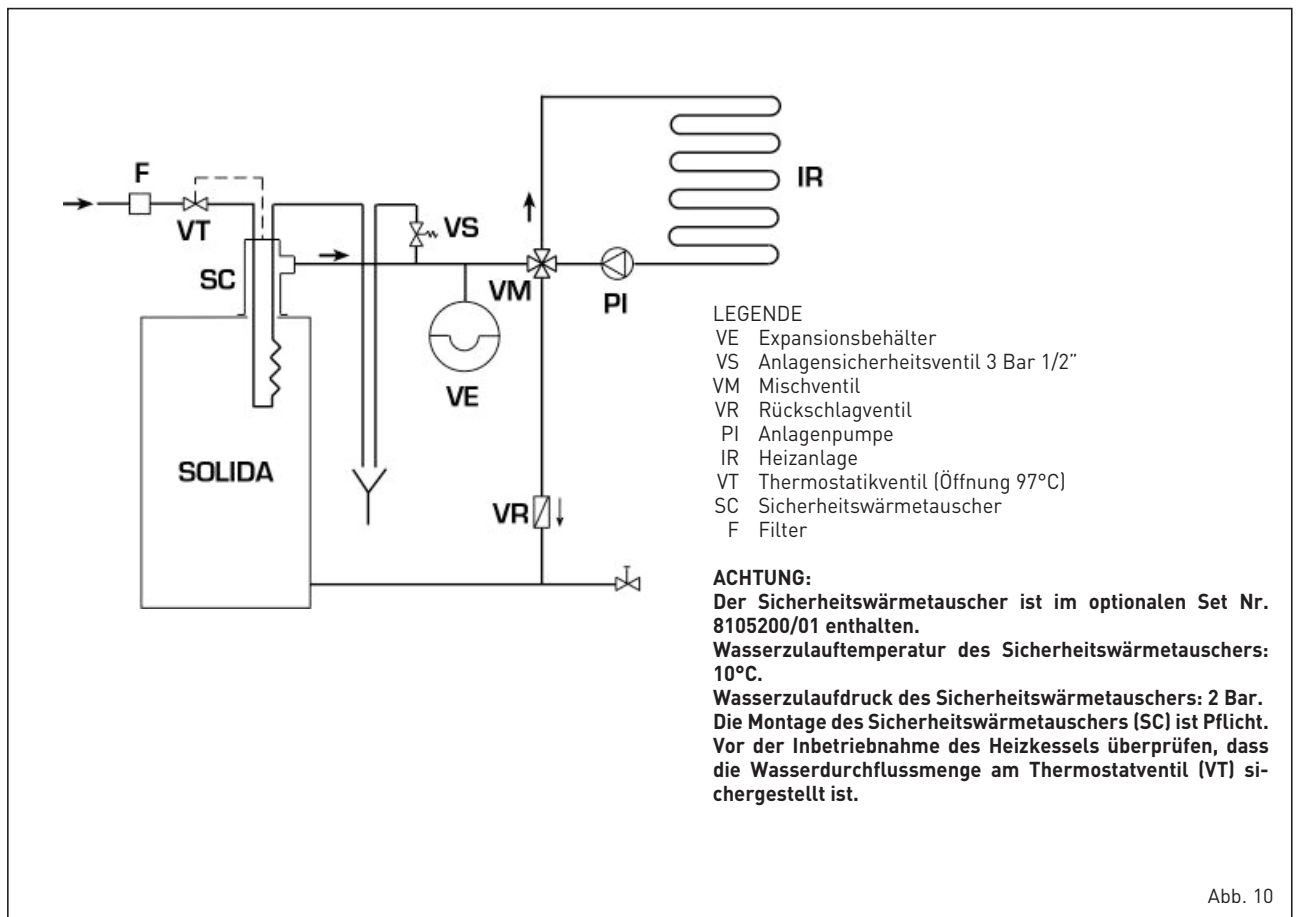 F
VT
SC
VS
VM
PI
IR
VE
SOLIDA
VR
LEGENDE
VE Expansionsbehälter
VS Anlagensicherheitsventil 3 Bar 1/2”
VM Mischventil
VR Rückschlagventil
PI Anlagenpumpe
IR Heizanlage
VT Thermostatikventil (Öffnung 97°C)
SC Sicherheitswärmetauscher
F Filter
ACHTUNG:
Der Sicherheitswärmetauscher ist im optionalen Set Nr.
8105200/01 enthalten.
Wasserzulauftemperatur des Sicherheitswärmetauschers:
10°C.
Wasserzulaufdruck des Sicherheitswärmetauschers: 2 Bar.
Die Montage des Sicherheitswärmetauschers (SC) ist Pflicht.
Vor der Inbetriebnahme des Heizkessels überprüfen, dass
die Wasserdurchflussmenge am Thermostatventil (VT) si-
chergestellt ist.
Abb. 10